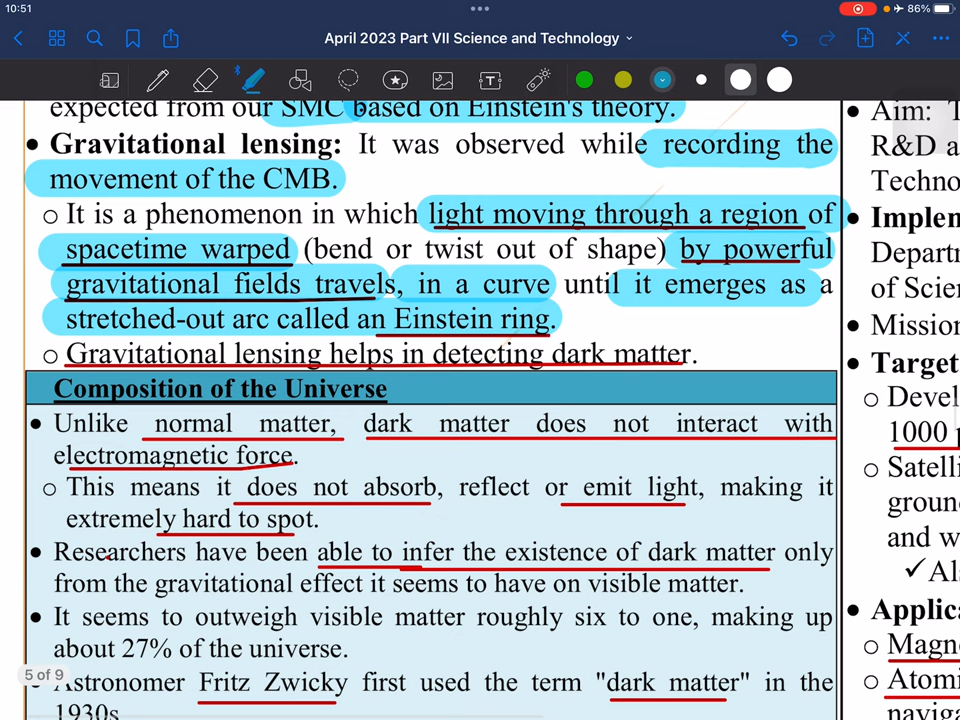 10:51
86%
April 2023 Part VII Science and Technology
expected from our SMC based on Einstein's theory.
• Gravitational lensing: It was observed while recording the
movement of the CMB.
o It is a phenomenon in which light moving through a region of
spacetime warped (bend or twist out of shape) by powerful
gravitational fields travels, in a curve until it emerges as a
stretched-out arc called an Einstein ring.
o Gravitational lensing helps in detecting dark matter.
Composition of the Universe
• Unlike normal matter, dark matter does not interact with
electromagnetic force.
o This means it does not absorb, reflect or emit light, making it
extremely hard to spot.
• Researchers have been able to infer the existence of dark matter only
from the gravitational effect it seems to have on visible matter.
• It seems to outweigh visible matter roughly six to one, making up
about 27% of the universe.
5 of 9
• Astronomer Fritz Zwicky first used the term "dark matter" in the
1930s
• Aim: T
R&D a
Techno
• Implem
Departm
of Scien
• Mission
• Target
o Devel
1000 p
o Satelli
groun
and w
✓Als
• Applica
o Magne
o Atomi
naviga